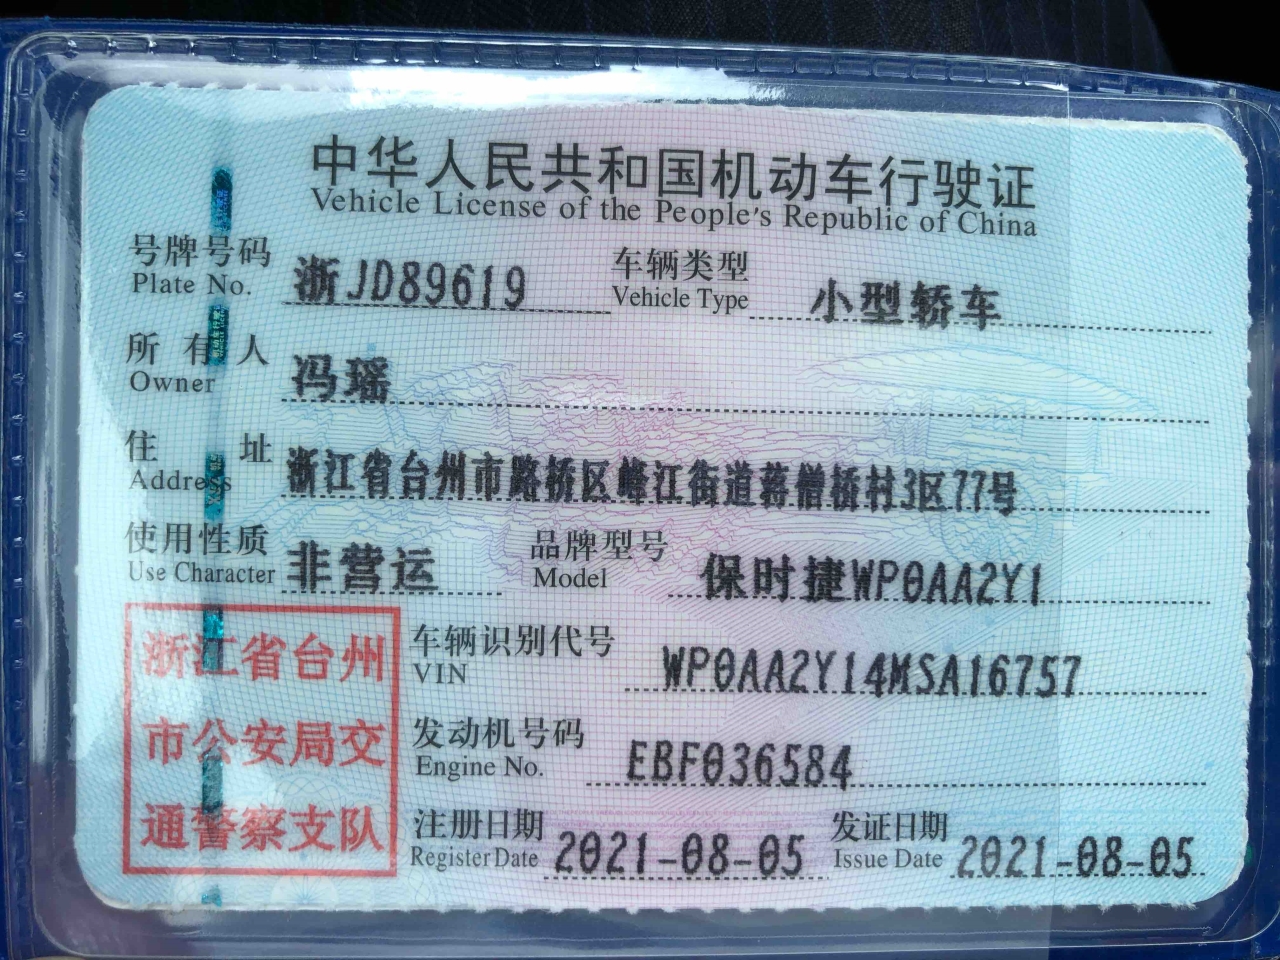 中华人民共和国机动车行驶证
Vehicle License of the People's Republic of China
号牌号码 浙JD89619 车辆类型 小型轿车
Plate No. Vehicle Type
所有人 冯瑶
Owner
住址 浙江省台州市路桥区峰江街道蒋僧桥村3区77号
Address
使用性质 非营运 品牌型号 保时捷WP0AA2Y1
Use Character Model
浙江省台州
市公安局交
通警察支队
车辆识别代号 WP0AA2Y14MSA16757
VIN
发动机号码 EBF036584
Engine No.
注册日期 2021-08-05 发证日期 2021-08-05
Register Date Issue Date